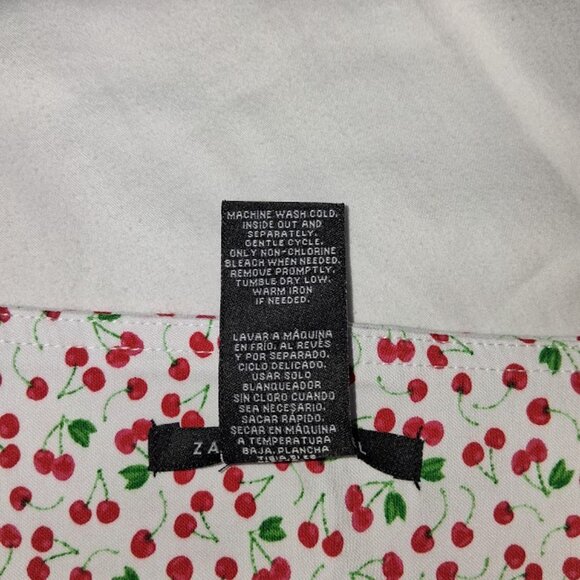 MACHINE WASH COLD,
INSIDE OUT AND
SEPARATELY.
GENTLE CYCLE.
ONLY NON-CHLORINE
BLEACH WHEN NEEDED.
REMOVE PROMPTLY,
TUMBLE DRY LOW.
WARM IRON
IF NEEDED.
LAVAR A MÁQUINA
EN FRÍO, AL REVÉS
Y POR SEPARADO.
CICLO DELICADO.
USAR SOLO
BLANQUEADOR
SIN CLORO CUANDO
SEA NECESARIO.
SACAR RÁPIDO.
SECAR EN MÁQUINA
A TEMPERATURA
BAJA. PLANCHA